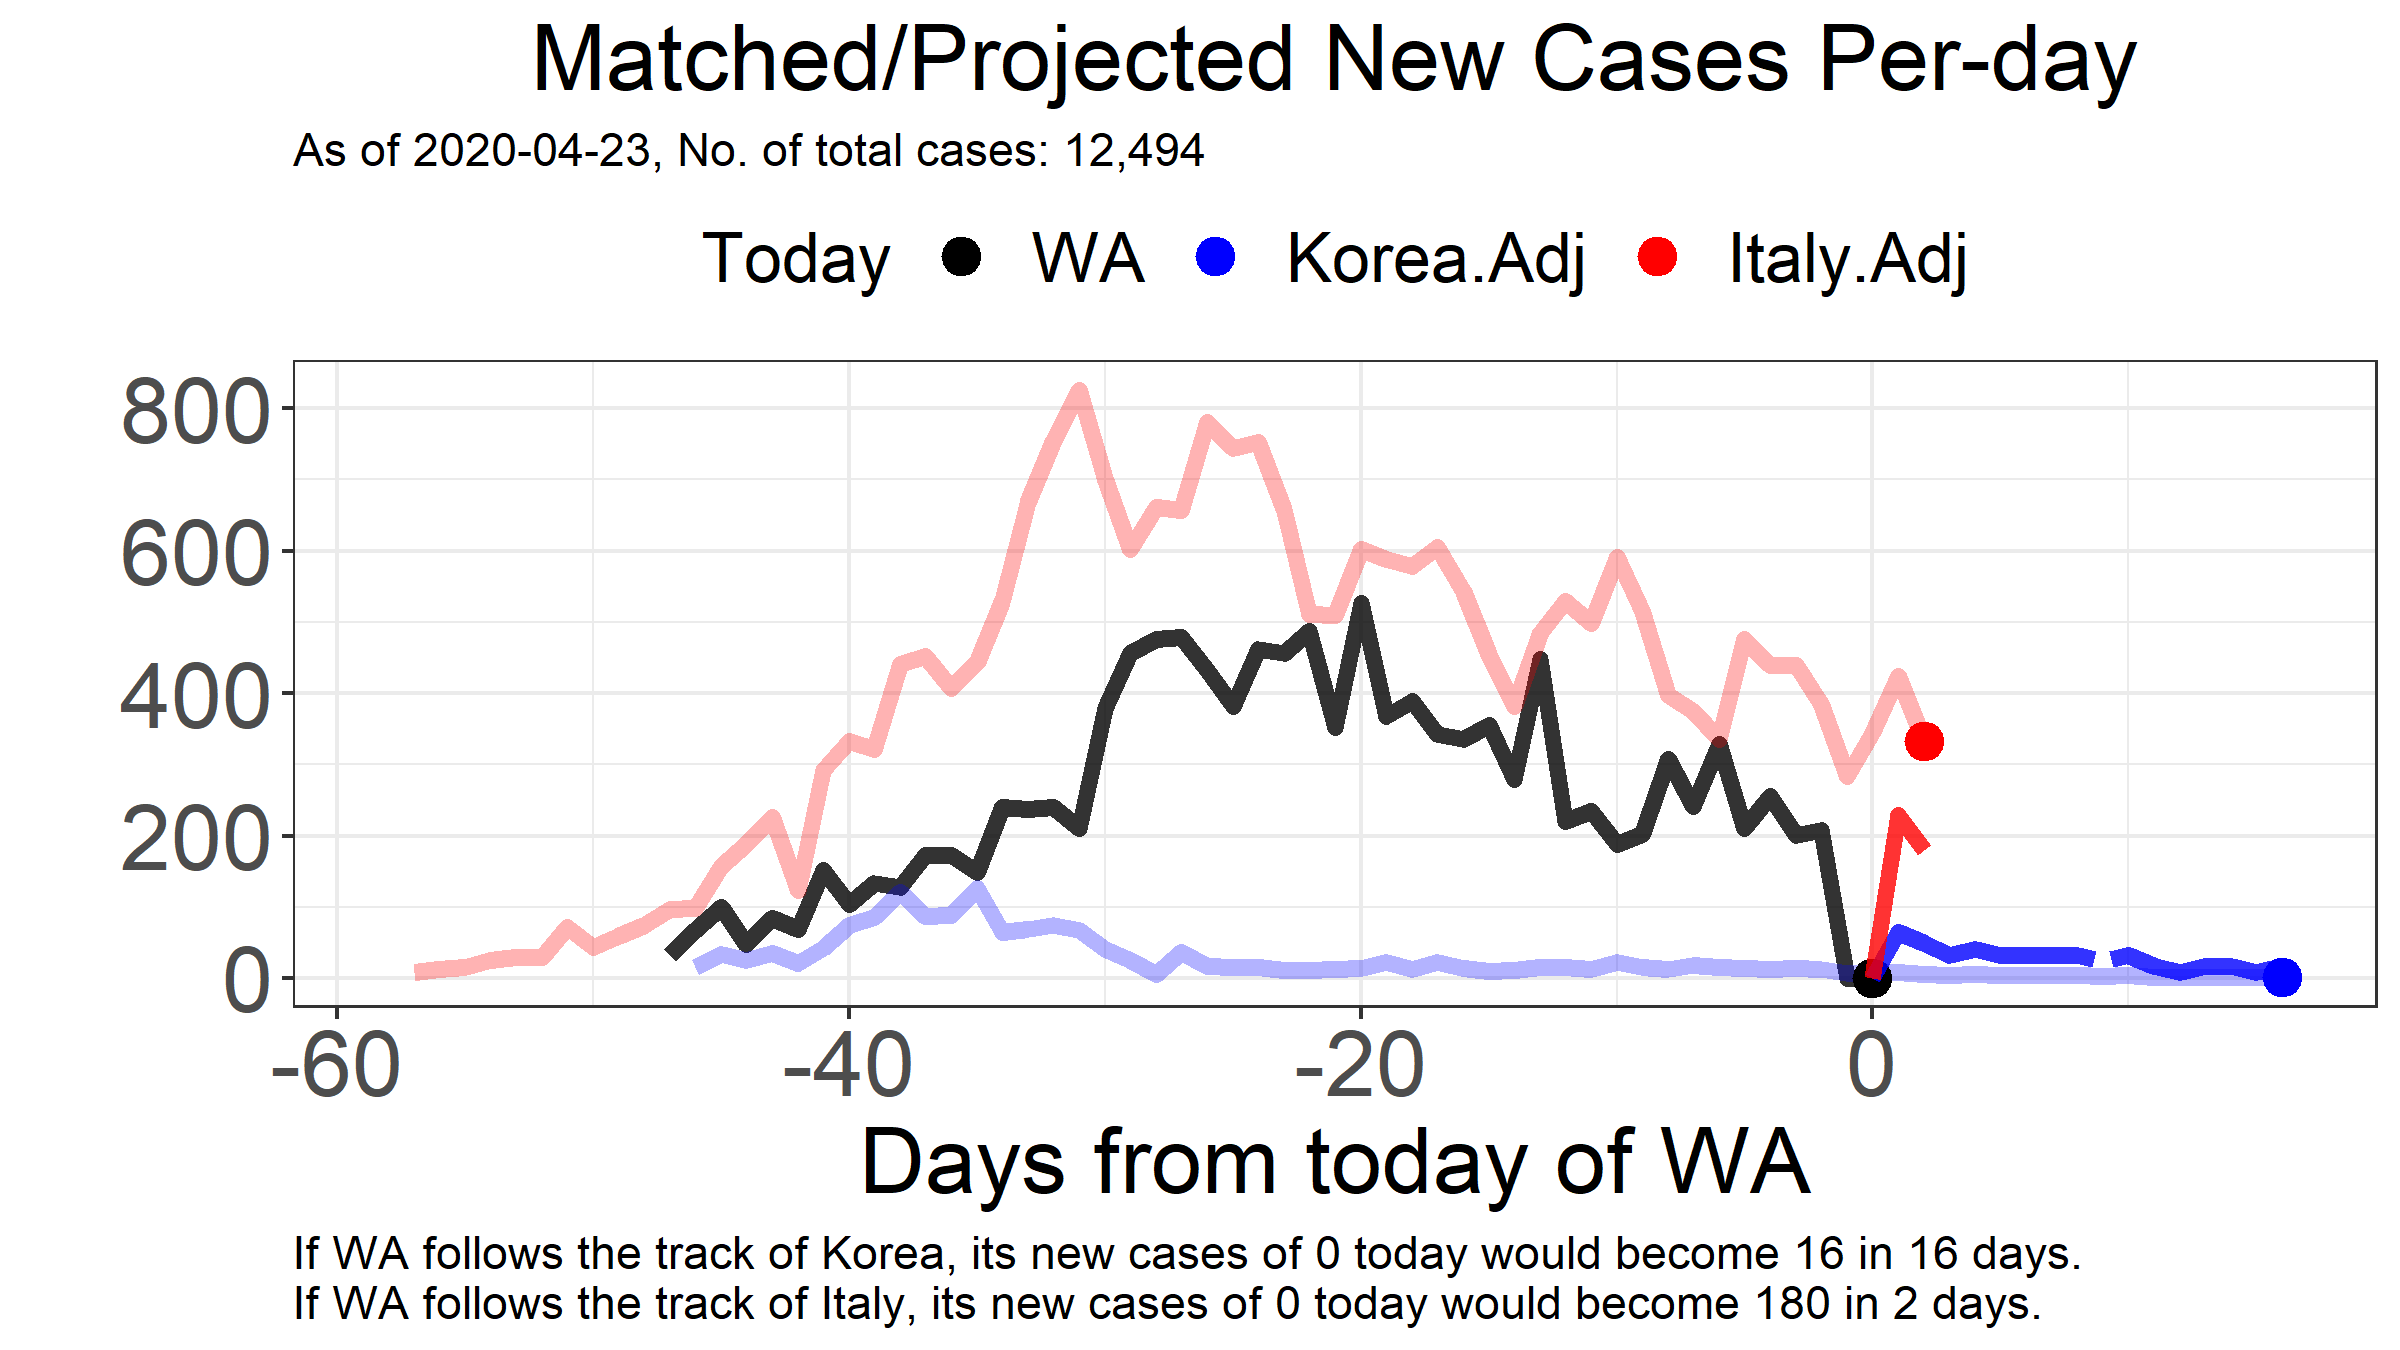 Matched/Projected New Cases Per-day
As of 2020-04-23, No. of total cases: 12,494
Today WA Korea.Adj Italy.Adj
800
600
400
200
0
-60 -40 -20 0
Days from today of WA
If WA follows the track of Korea, its new cases of 0 today would become 16 in 16 days.
If WA follows the track of Italy, its new cases of 0 today would become 180 in 2 days.